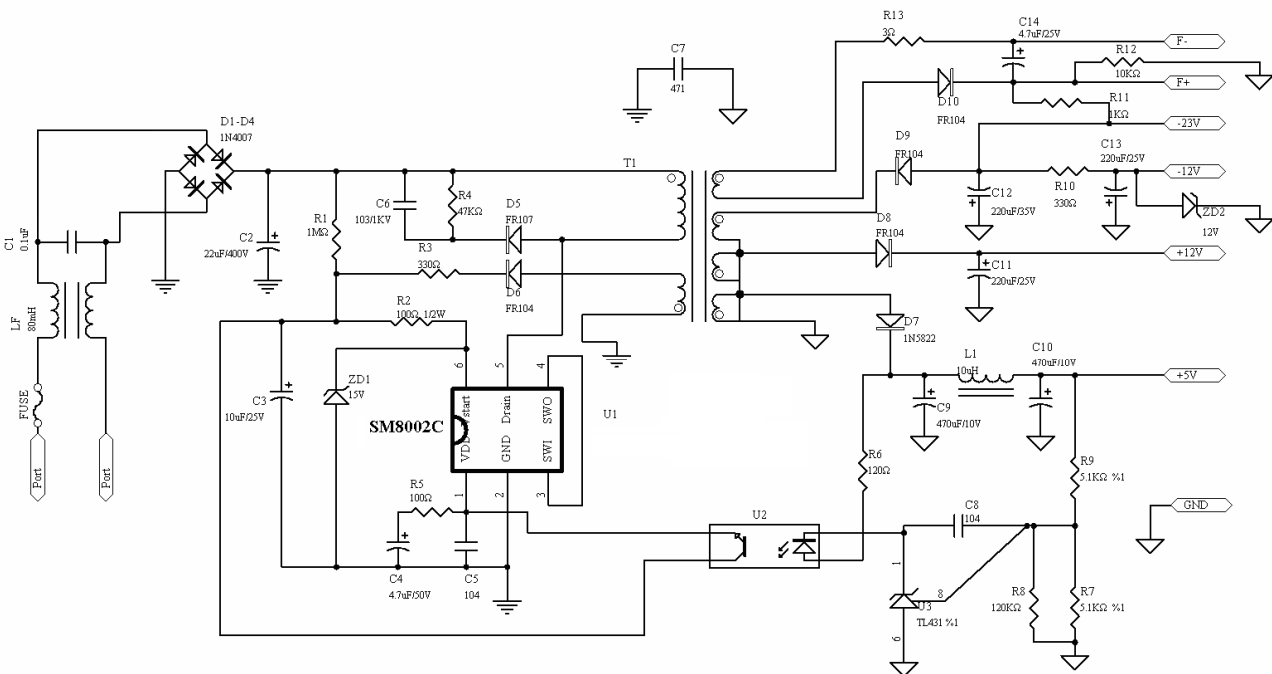 R13
3Ω
C14
4.7uF/25V
F-
R12
10KΩ
F+
C7
471
D10
FR104
R11
1KΩ
-23V
D1-D4
1N4007
D9
FR104
T1
C13
220uF/25V
-12V
R4
47KΩ
C6
103/1KV
D5
FR107
R10
330Ω
C12
220uF/35V
ZD2
12V
R1
1MΩ
C2
22uF/400V
C1
0.1uF
D8
FR104
+12V
R3
330Ω
D6
FR104
C11
220uF/25V
LF
80mH
R2
100Ω 1/2W
D7
1N5822
L1
10uH
C10
470uF/10V
+5V
6
5
4
C3
10uF/25V
ZD1
15V
C9
470uF/10V
FUSE
SM8002C
Vstart
Drain
SWO
VDD
GND
SWI
U1
R6
120Ω
R9
5.1KΩ %1
Port
Port
R5
100Ω
1
2
3
C8
104
GND
U2
C4
4.7uF/50V
C5
104
1
8
U3
TL431 %1
6
R8
120KΩ
R7
5.1KΩ %1